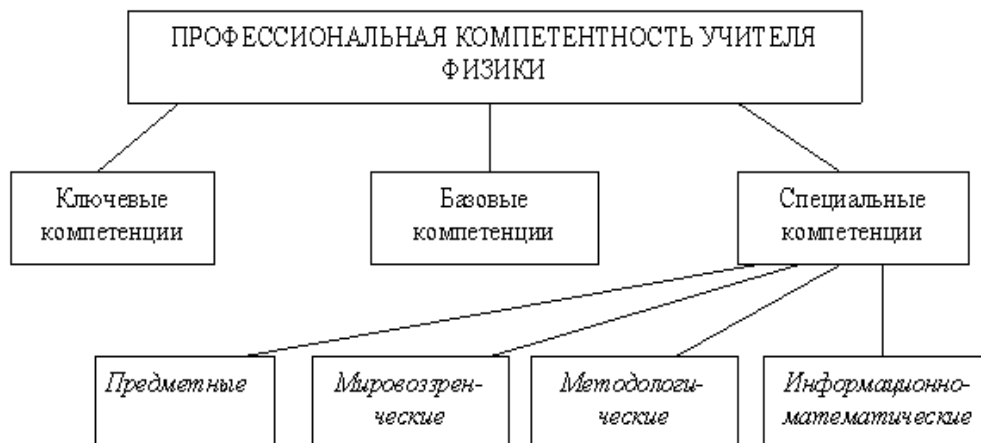 ПРОФЕССИОНАЛЬНАЯ КОМПЕТЕНТНОСТЬ УЧИТЕЛЯ
ФИЗИКИ
Ключевые
компетенции
Базовые
компетенции
Специальные
компетенции
Предметные
Мировоззрен-
ческие
Методологи-
ческие
Информационно-
математические